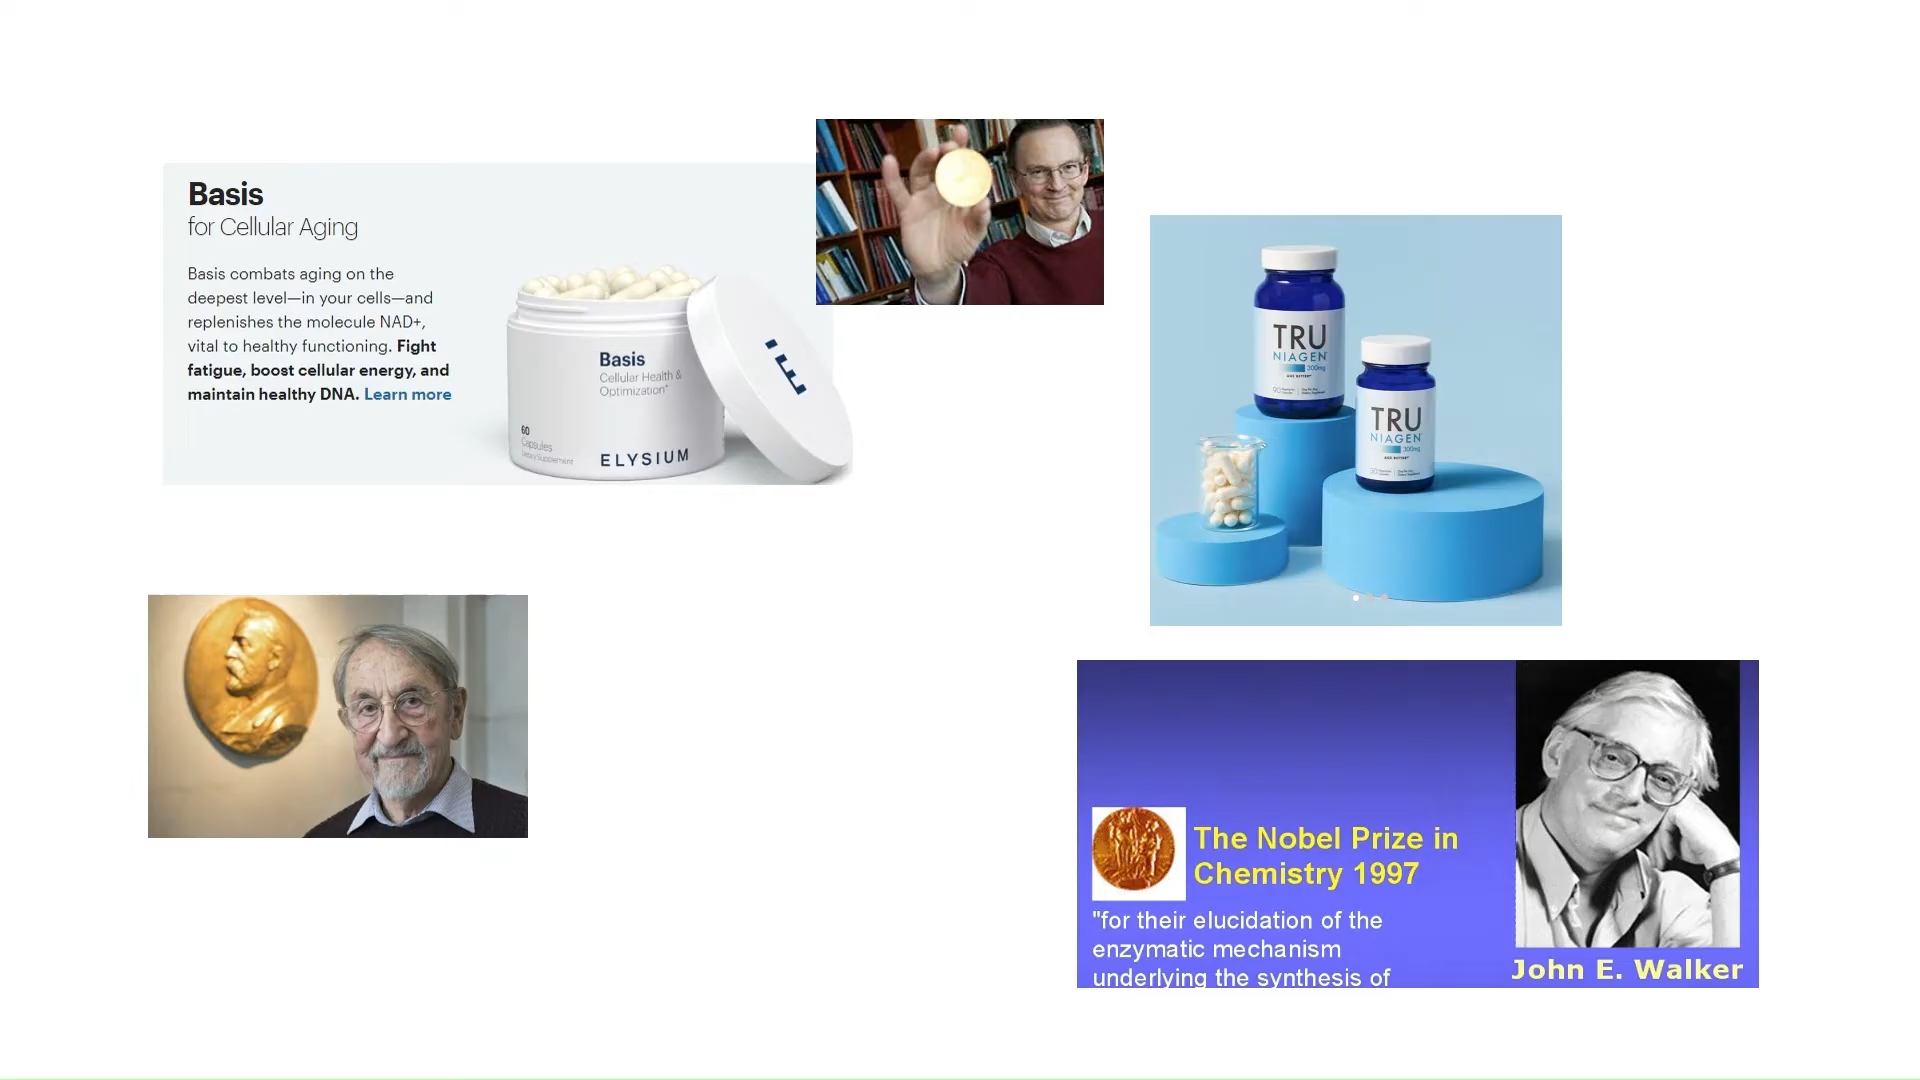 Basis
for Cellular Aging
Basis combats aging on the
deepest level—in your cells—and
replenishes the molecule NAD+,
vital to healthy functioning. Fight
fatigue, boost cellular energy, and
maintain healthy DNA. Learn more
Basis
Cellular Health &
Optimization*
60
Capsules
Dietary Supplement
ELYSIUM
TRU
NIAGEN
300mg
AGE BETTER
TRU
NIAGEN
300mg
AGE BETTER
The Nobel Prize in
Chemistry 1997
"for their elucidation of the
enzymatic mechanism
underlying the synthesis of
John E. Walker